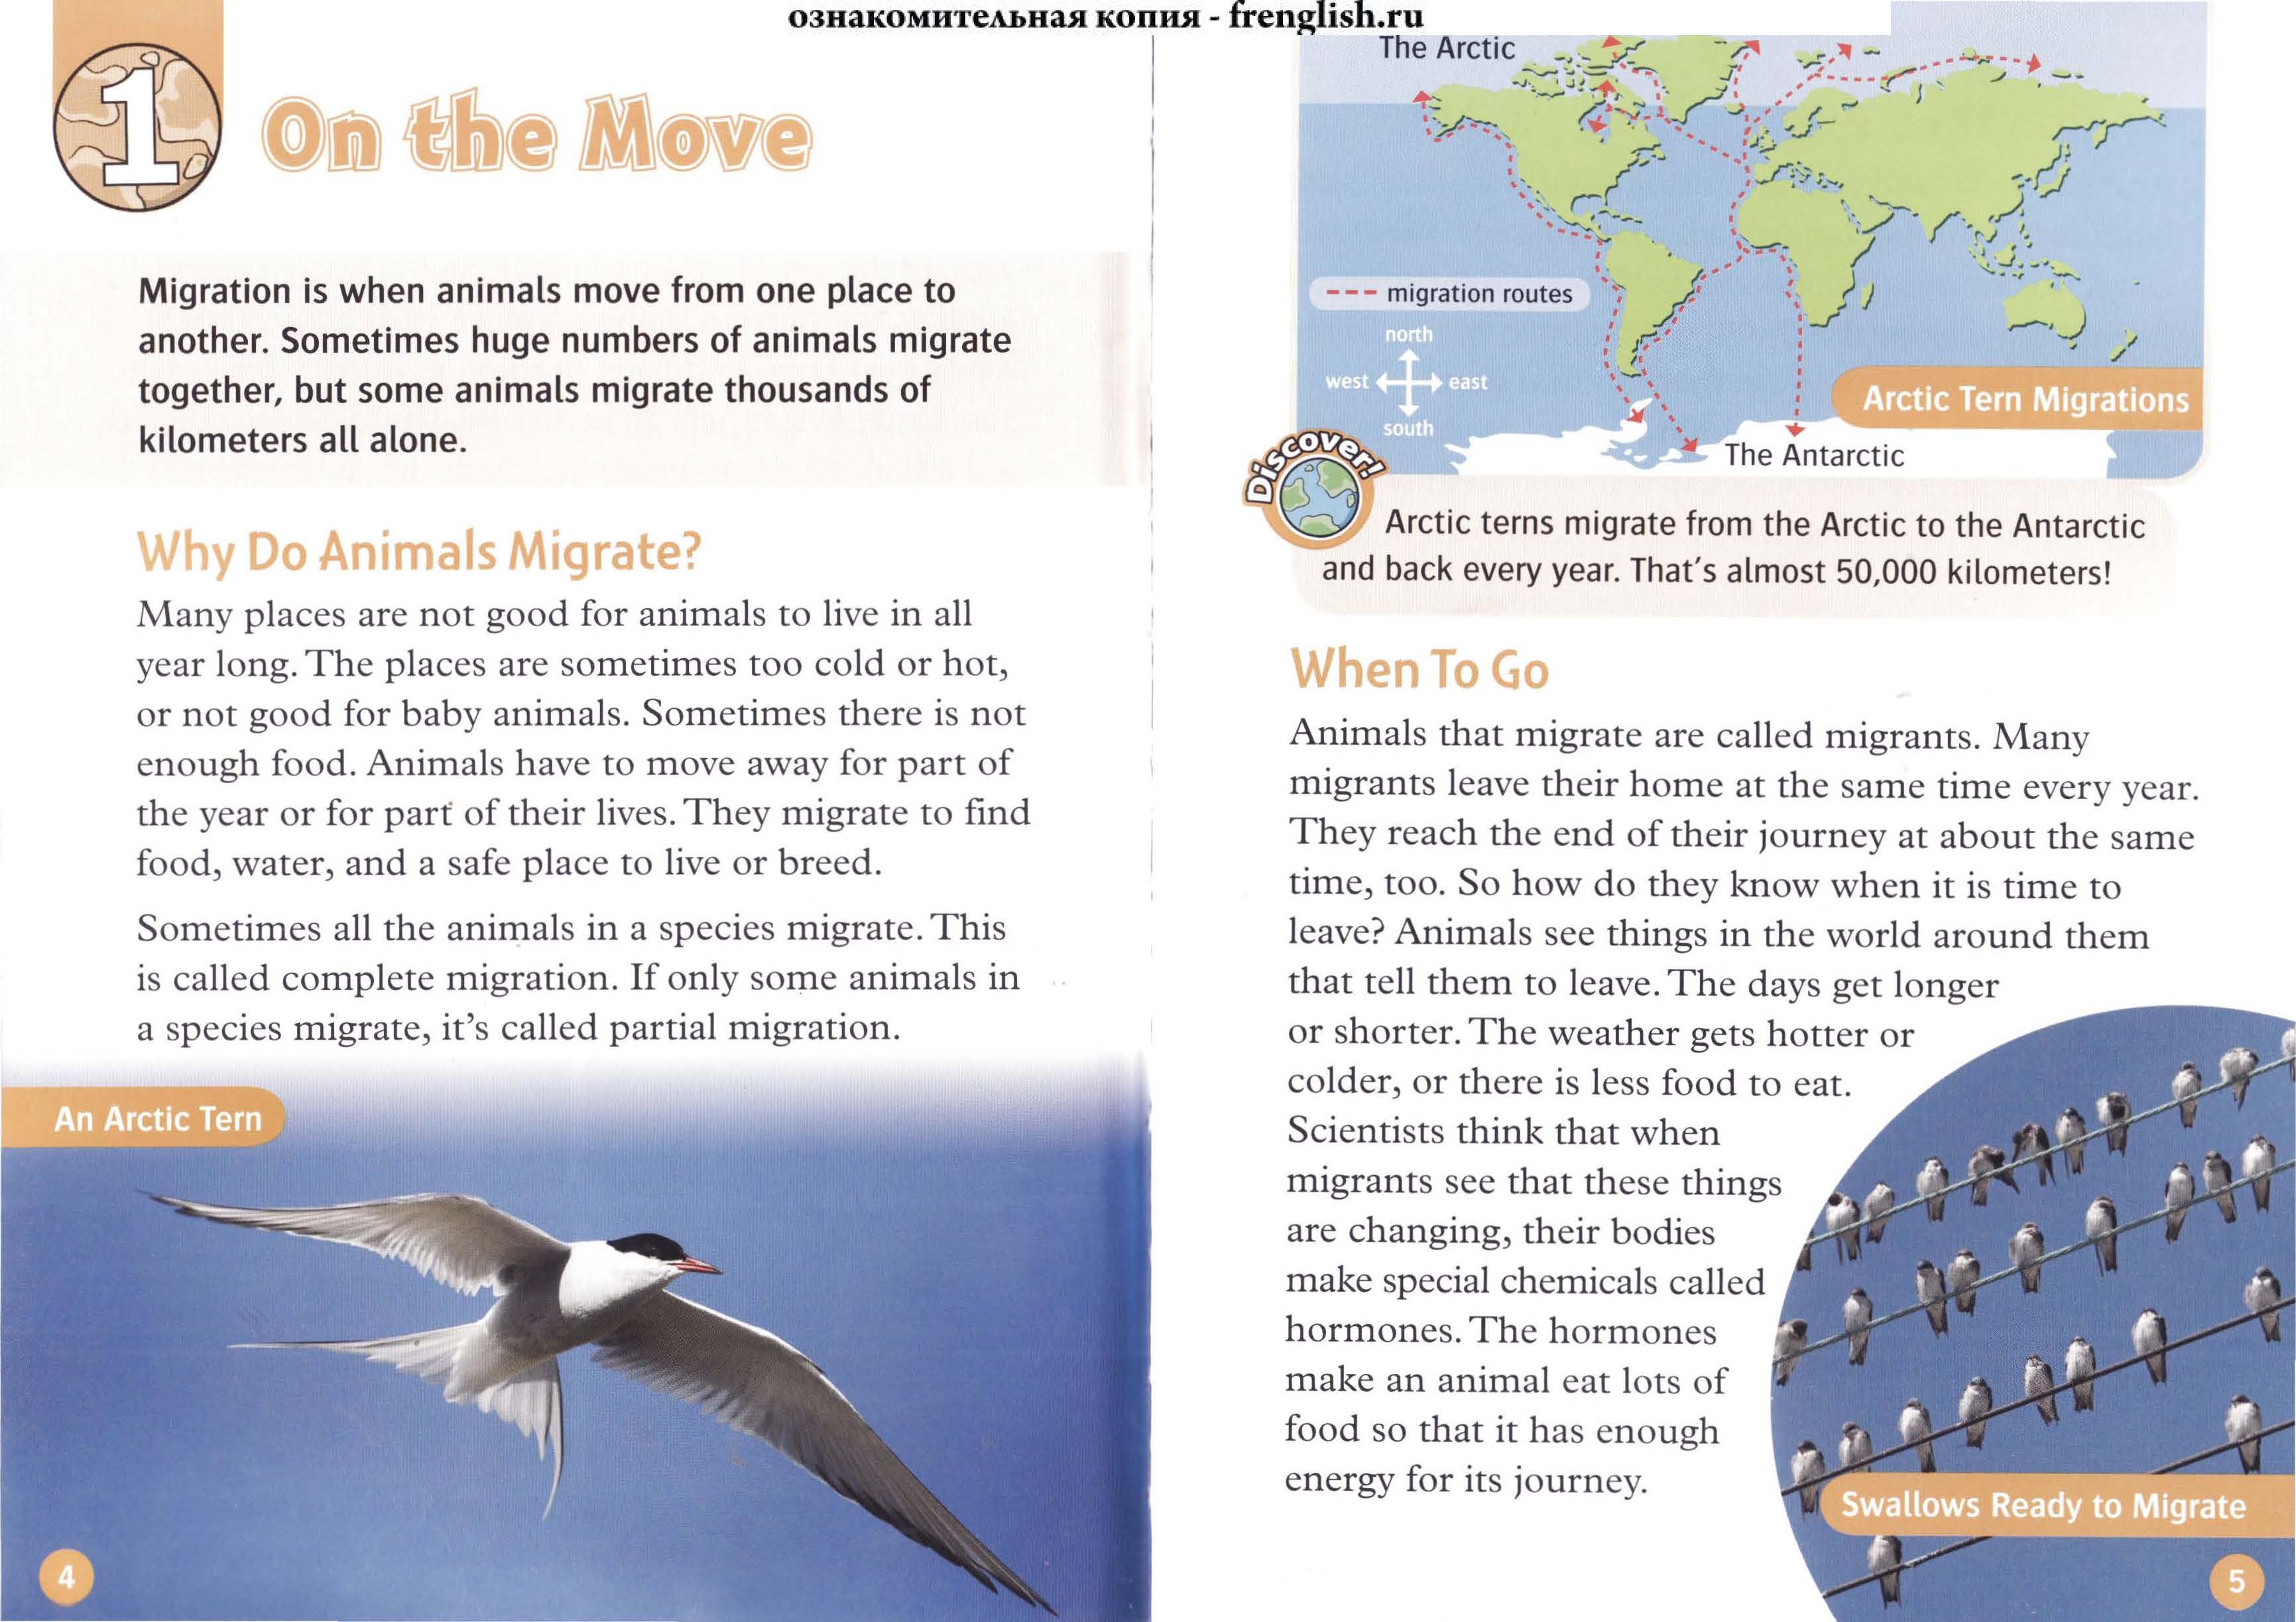 ознакомительная копия - frenglish.ru
1
On the Move
Migration is when animals move from one place to
another. Sometimes huge numbers of animals migrate
together, but some animals migrate thousands of
kilometers all alone.
Why Do Animals Migrate?
Many places are not good for animals to live in all
year long. The places are sometimes too cold or hot,
or not good for baby animals. Sometimes there is not
enough food. Animals have to move away for part of
the year or for part of their lives. They migrate to find
food, water, and a safe place to live or breed.
Sometimes all the animals in a species migrate. This
is called complete migration. If only some animals in
a species migrate, it's called partial migration.
An Arctic Tern
4
The Arctic
migration routes
north
west
east
south
Arctic Tern Migrations
The Antarctic
Discover!
Arctic terns migrate from the Arctic to the Antarctic
and back every year. That's almost 50,000 kilometers!
When To Go
Animals that migrate are called migrants. Many
migrants leave their home at the same time every year.
They reach the end of their journey at about the same
time, too. So how do they know when it is time to
leave? Animals see things in the world around them
that tell them to leave. The days get longer
or shorter. The weather gets hotter or
colder, or there is less food to eat.
Scientists think that when
migrants see that these things
are changing, their bodies
make special chemicals called
hormones. The hormones
make an animal eat lots of
food so that it has enough
energy for its journey.
Swallows Ready to Migrate
5